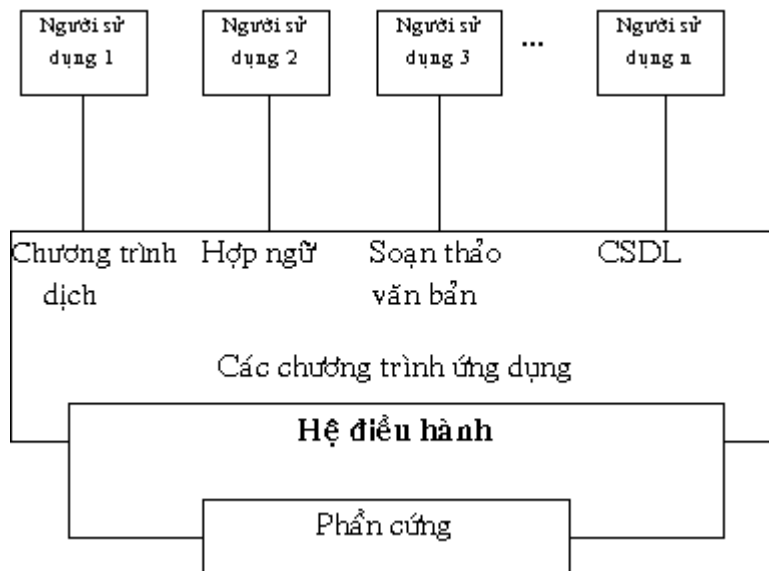 Người sử
dụng 1
Người sử
dụng 2
Người sử
dụng 3
...
Người sử
dụng n
Chương trình
dịch
Hợp ngữ
Soạn thảo
văn bản
CSDL
Các chương trình ứng dụng
Hệ điều hành
Phần cứng